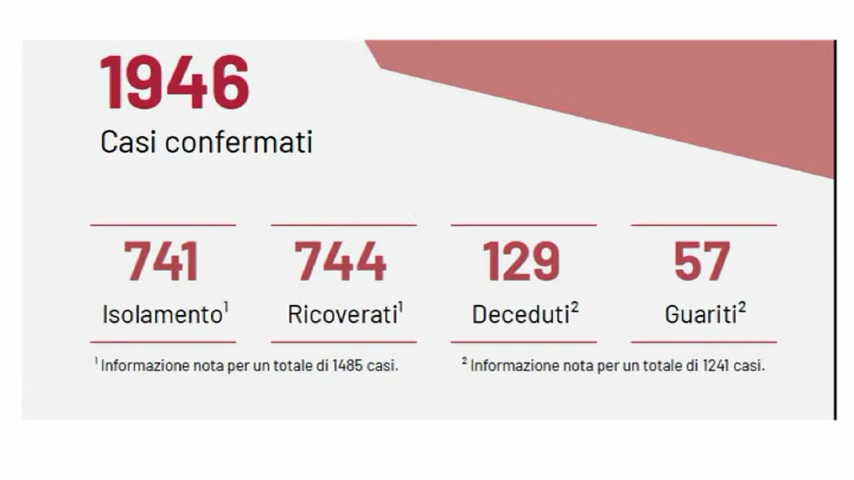 1946
Casi confermati
741 744 129 57
Isolamento¹ Ricoverati¹ Deceduti² Guariti²
¹ Informazione nota per un totale di 1485 casi. ² Informazione nota per un totale di 1241 casi.